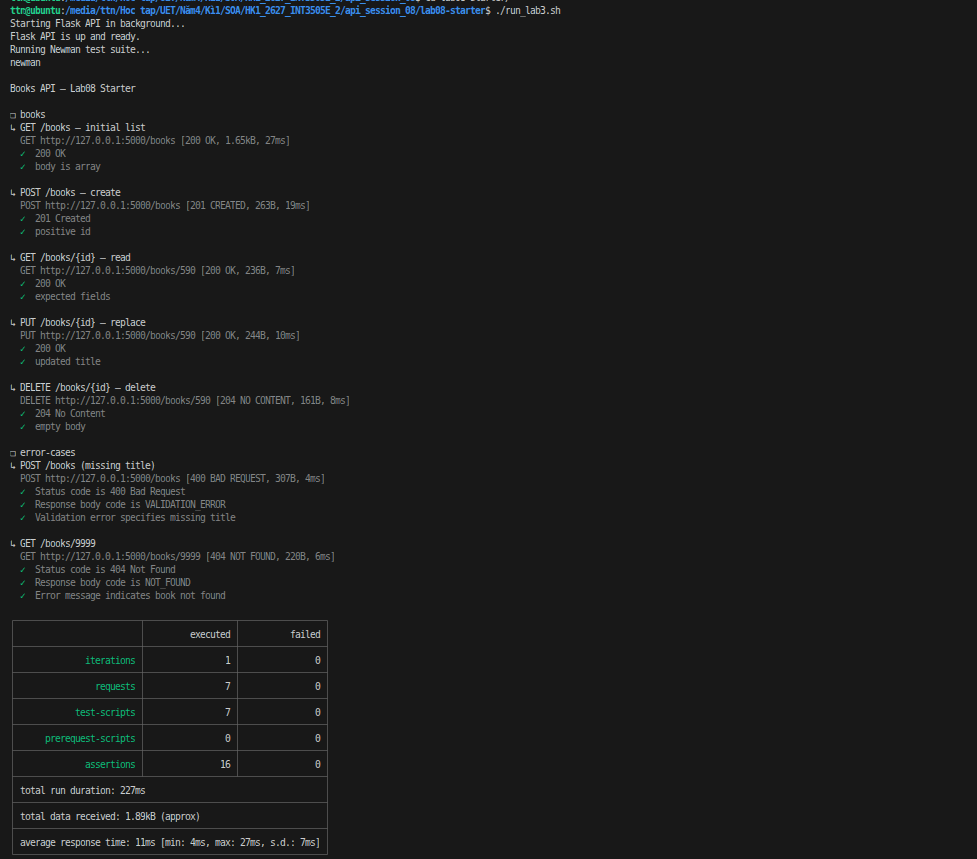 ttn@ubuntu:/media/ttn/Hoc tap/UET/Năm4/Kì1/SOA/HK1_2627_INT3505E_2/api_session_08/lab08-starter$ ./run_lab3.sh
Starting Flask API in background...
Flask API is up and ready.
Running Newman test suite...
newman
Books API — Lab08 Starter
❏ books
↳ GET /books — initial list
GET http://127.0.0.1:5000/books [200 OK, 1.65kB, 27ms]
✓ 200 OK
✓ body is array
↳ POST /books — create
POST http://127.0.0.1:5000/books [201 CREATED, 263B, 19ms]
✓ 201 Created
✓ positive id
↳ GET /books/{id} — read
GET http://127.0.0.1:5000/books/590 [200 OK, 236B, 7ms]
✓ 200 OK
✓ expected fields
↳ PUT /books/{id} — replace
PUT http://127.0.0.1:5000/books/590 [200 OK, 244B, 10ms]
✓ 200 OK
✓ updated title
↳ DELETE /books/{id} — delete
DELETE http://127.0.0.1:5000/books/590 [204 NO CONTENT, 161B, 8ms]
✓ 204 No Content
✓ empty body
❏ error-cases
↳ POST /books (missing title)
POST http://127.0.0.1:5000/books [400 BAD REQUEST, 307B, 4ms]
✓ Status code is 400 Bad Request
✓ Response body code is VALIDATION_ERROR
✓ Validation error specifies missing title
↳ GET /books/9999
GET http://127.0.0.1:5000/books/9999 [404 NOT FOUND, 220B, 6ms]
✓ Status code is 404 Not Found
✓ Response body code is NOT_FOUND
✓ Error message indicates book not found
executed failed
iterations 1 0
requests 7 0
test-scripts 7 0
prerequest-scripts 0 0
assertions 16 0
total run duration: 227ms
total data received: 1.89kB (approx)
average response time: 11ms [min: 4ms, max: 27ms, s.d.: 7ms]